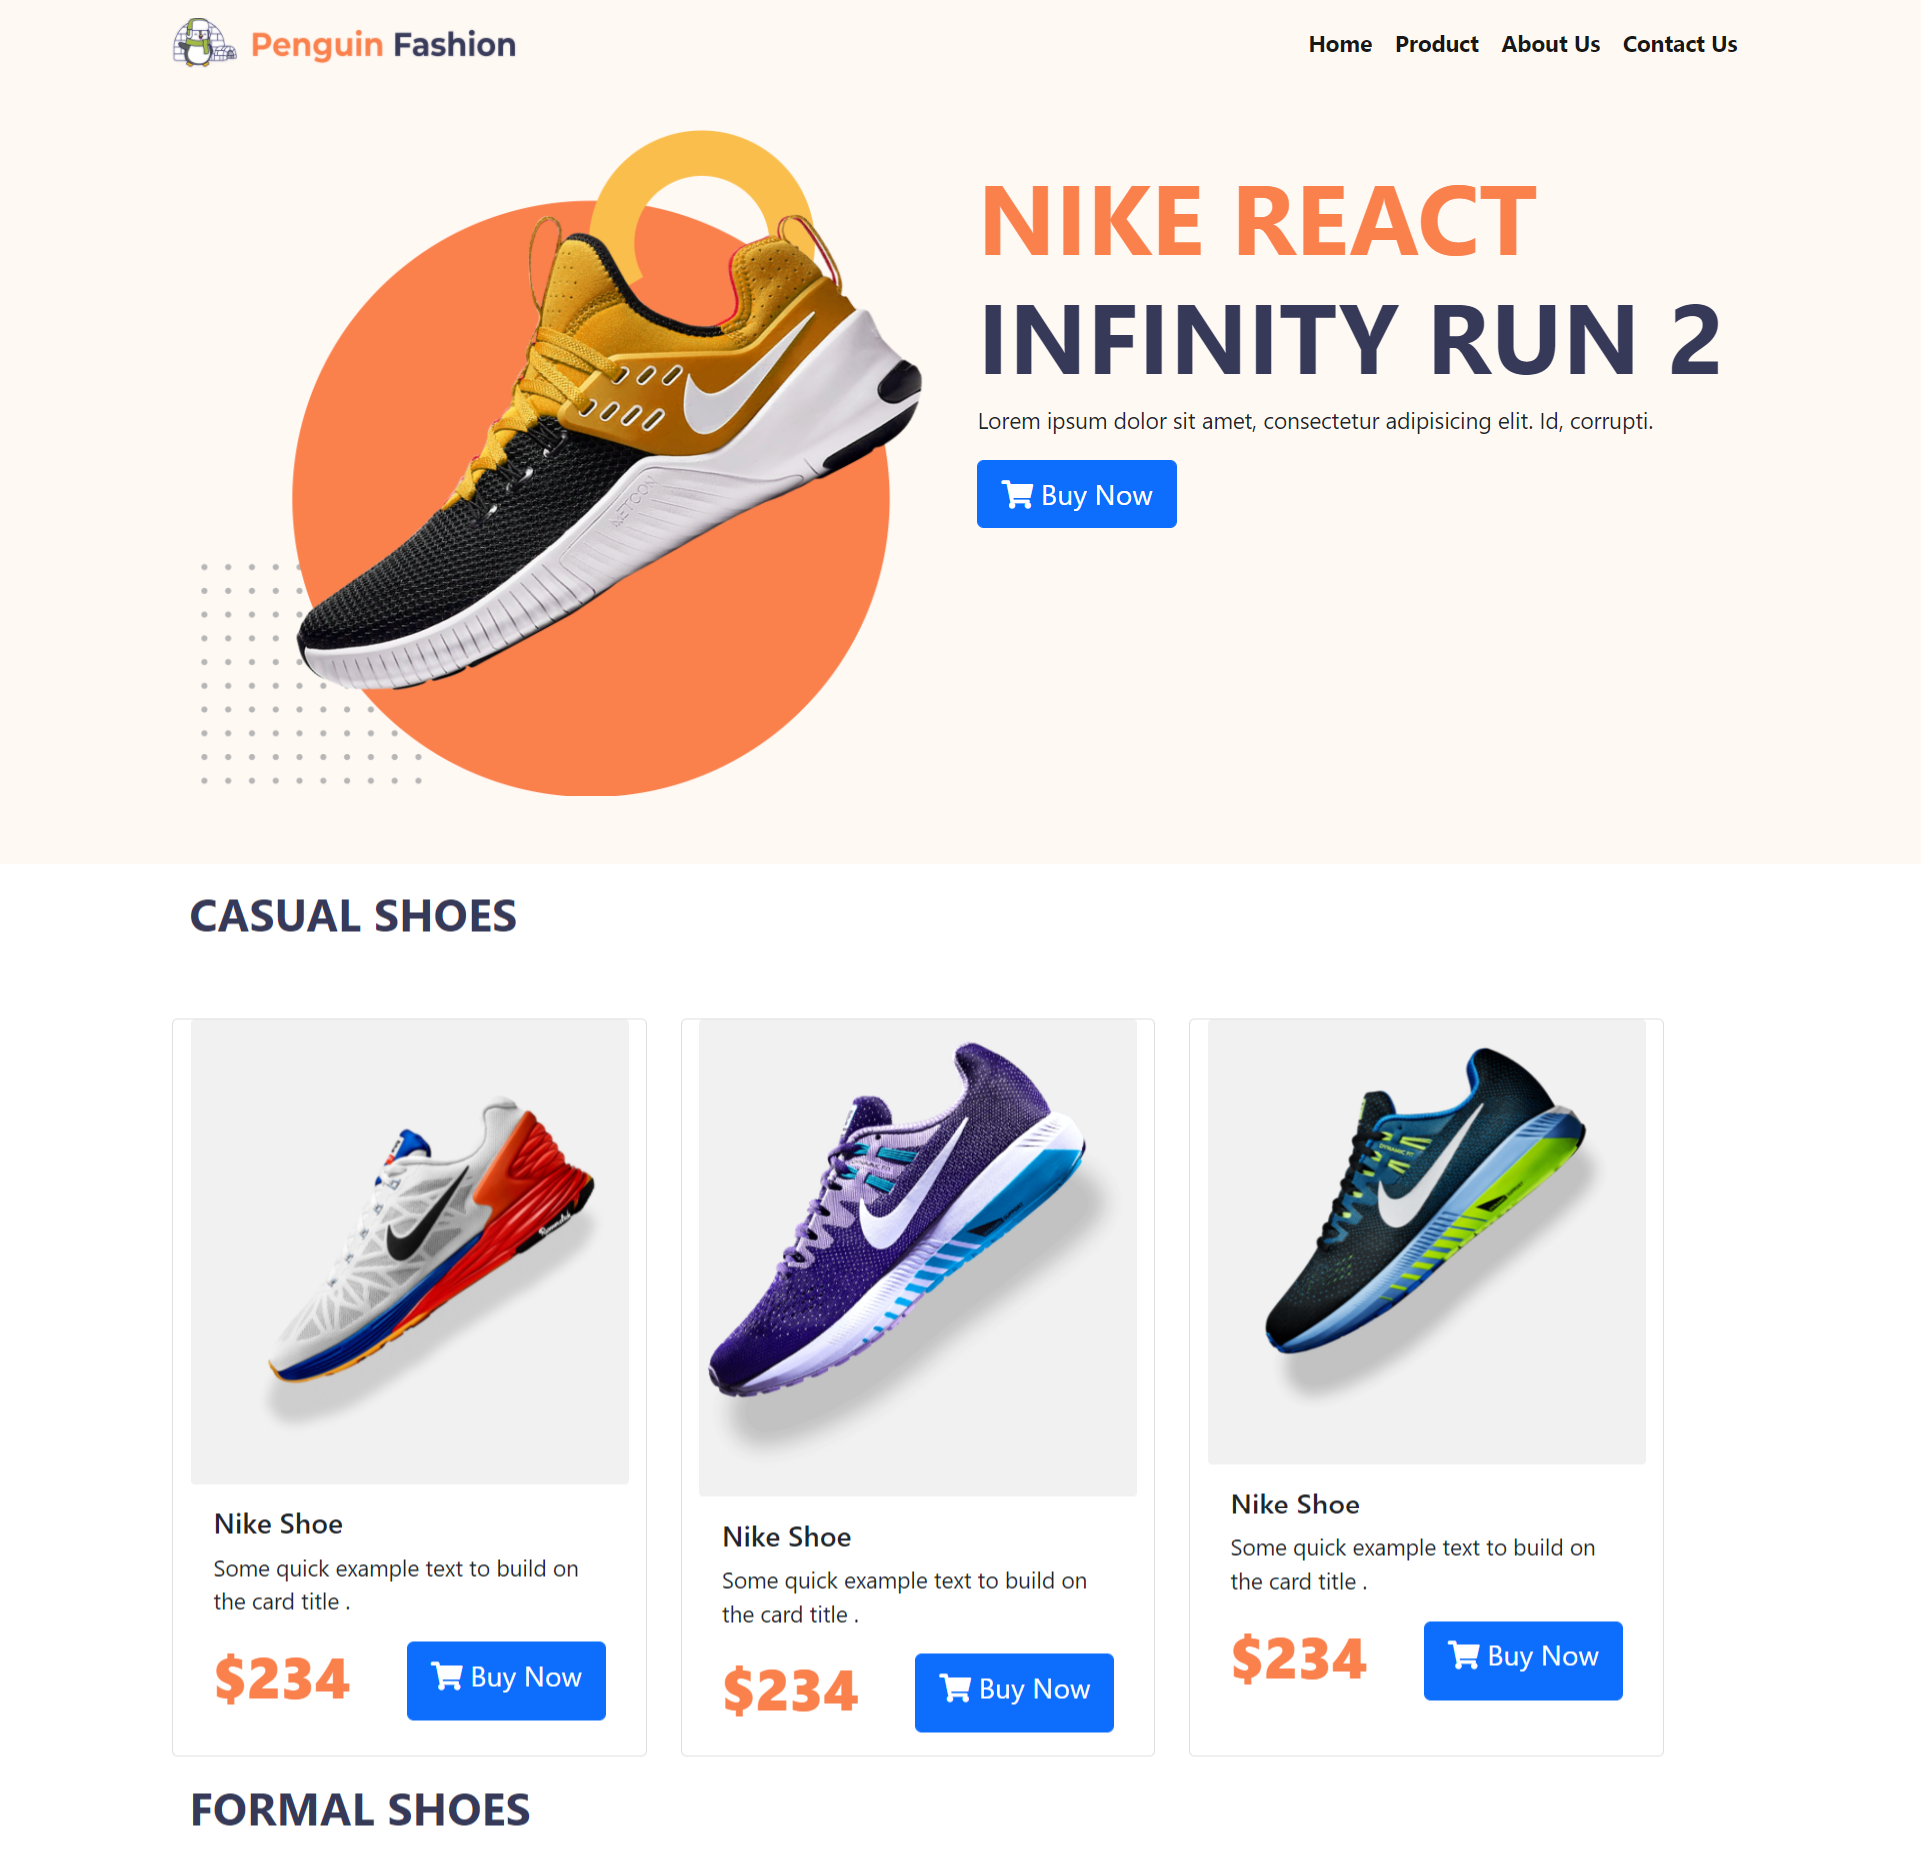 Penguin Fashion
Home Product About Us Contact Us
NIKE REACT
INFINITY RUN 2
Lorem ipsum dolor sit amet, consectetur adipisicing elit. Id, corrupti.
Buy Now
METCON
CASUAL SHOES
DYNAMIC FIT
Nike Shoe
Some quick example text to build on
the card title .
$234
Buy Now
Nike Shoe
Some quick example text to build on
the card title .
$234
Buy Now
Nike Shoe
Some quick example text to build on
the card title .
$234
Buy Now
FORMAL SHOES